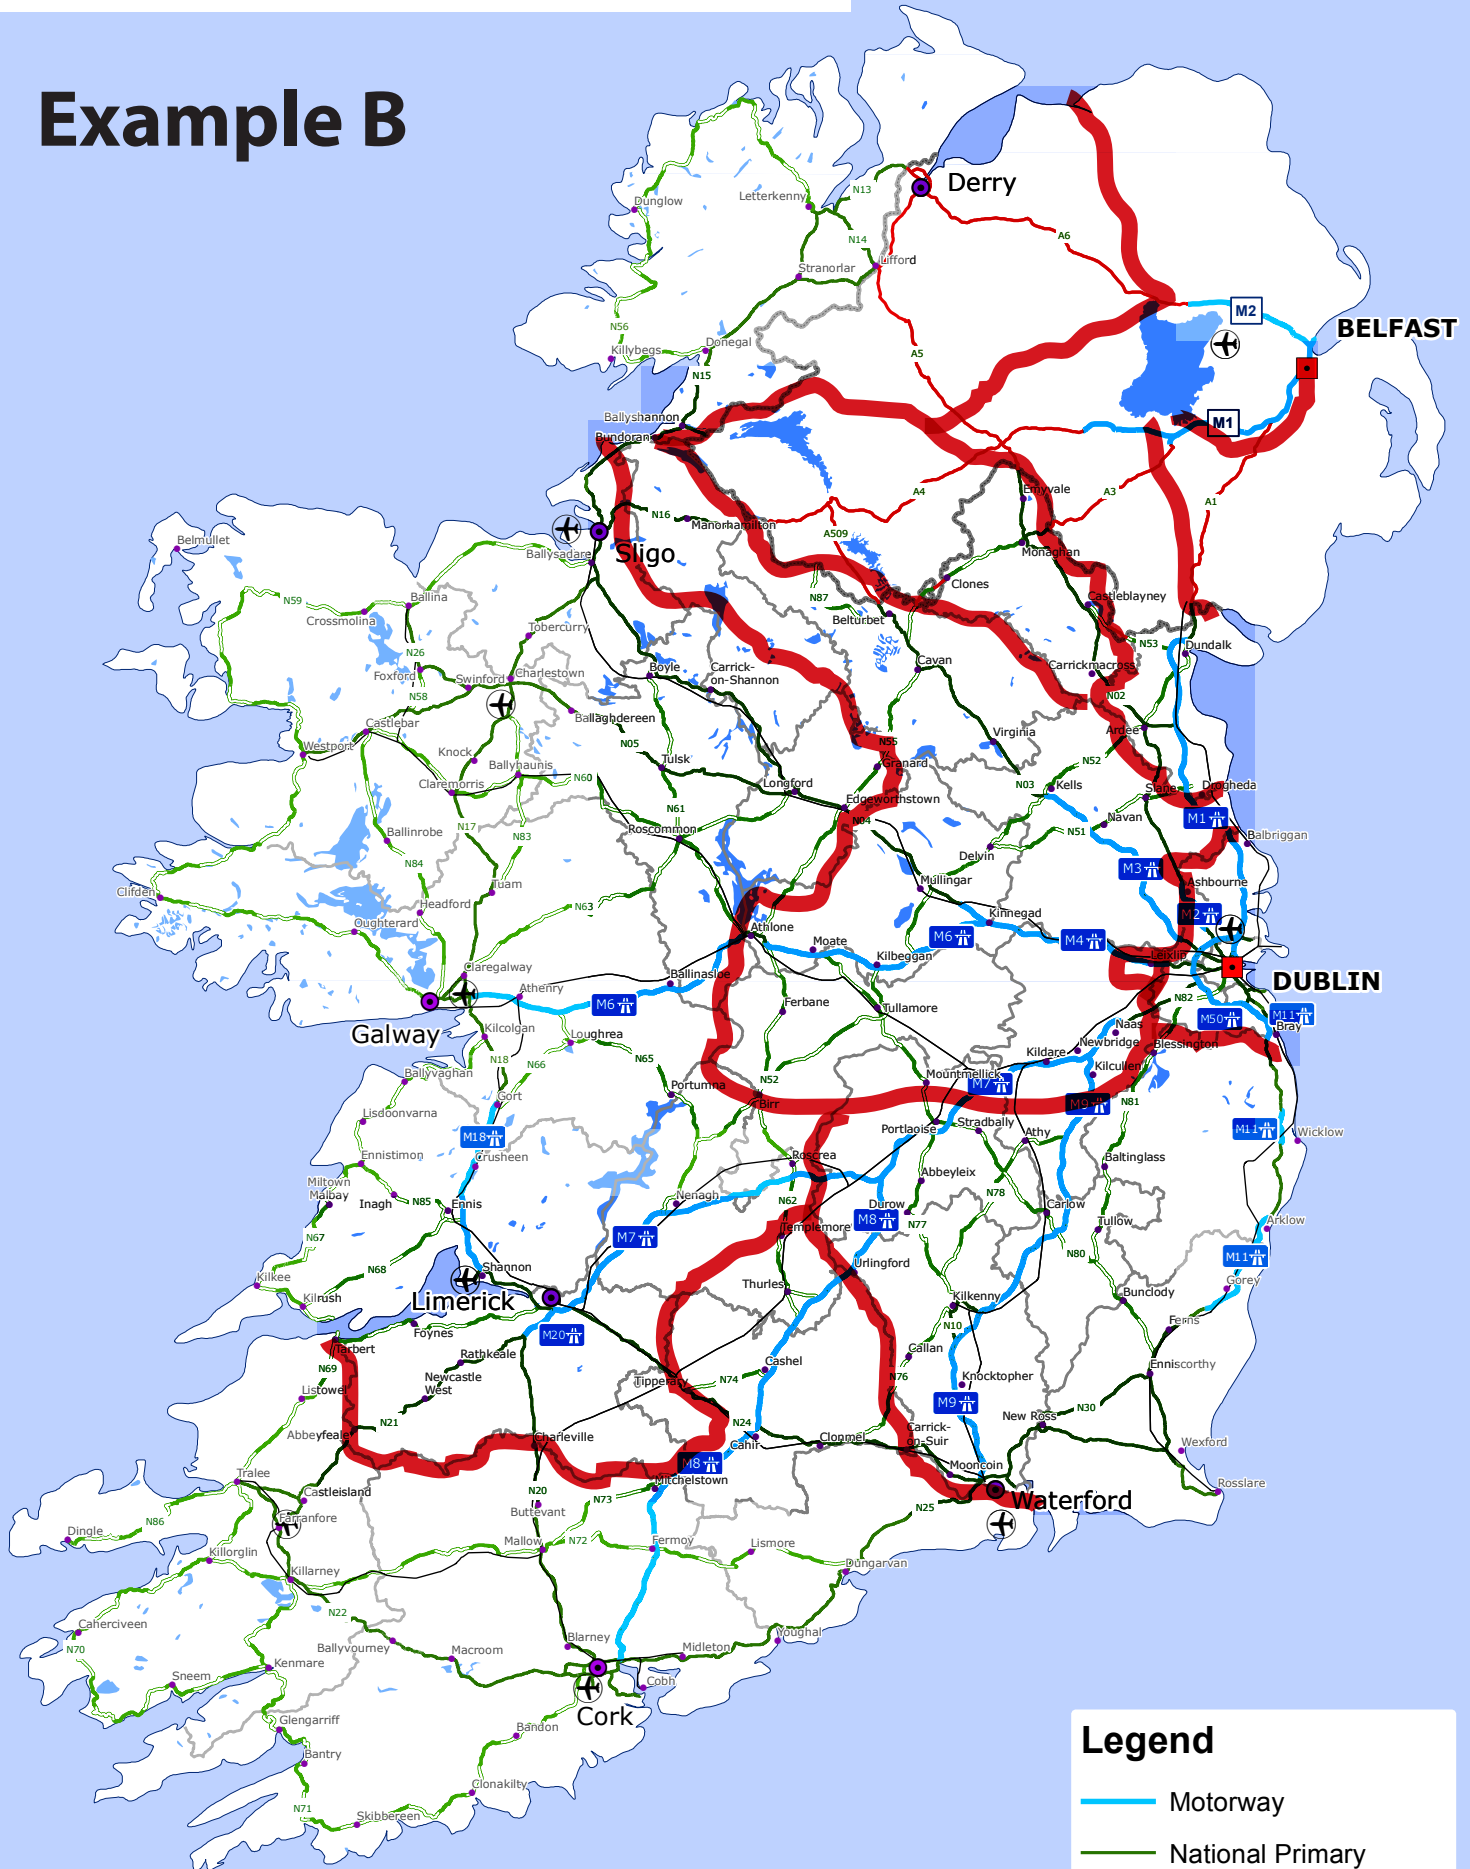 Example B
Derry
Letterkenny
N13
Dunglow
A6
N14
Lifford
Stranorlar
M2
BELFAST
N56
Donegal
Killybegs
A5
N15
Ballyshannon
M1
Bundoran
A4
Emyvale
A3
A1
N16
Manorhamilton
A509
Belmullet
Sligo
Ballysadare
Monaghan
Clones
N59
Ballina
N87
Castleblayney
Crossmolina
Belturbet
Tobercurry
N53
Dundalk
N26
Cavan
Carrickmacross
Foxford
Swinford
Charlestown
Boyle
Carrick-
on-Shannon
N58
N02
Castlebar
Ballaghdereen
Ardee
Virginia
Westport
Knock
N05
N55
Tulsk
N52
Ballyhaunis
N60
Granard
Claremorris
Longford
N03
Kells
Slane
Drogheda
Edgeworthstown
N61
N04
M1
Navan
N17
N83
Roscommon
N51
Balbriggan
Ballinrobe
N84
Delvin
M3
Mullingar
Ashbourne
Clifden
Tuam
Headford
N63
Kinnegad
M2
Oughterard
Athlone
Moate
M6
M4
Leixlip
Kilbeggan
Claregalway
Ballinasloe
DUBLIN
Athenry
M6
Ferbane
Tullamore
N82
Galway
M50
M11
Kilcolgan
Loughrea
Naas
Bray
N18
N66
N65
Newbridge
Blessington
Kildare
Ballyvaghan
Portumna
N52
Mountmellick
M7
Kilcullen
Gort
Birr
M9
N81
Lisdoonvarna
M18
Portlaoise
Stradbally
Athy
M11
Wicklow
Ennistimon
Crusheen
Roscrea
Baltinglass
Miltown
Malbay
Inagh
N85
Ennis
Nenagh
N62
Abbeyleix
N78
Durow
Carlow
Templemore
M8
N77
Tullow
Arklow
N67
M7
N80
M11
Kilkee
N68
Shannon
Urlingford
Thurles
Gorey
Kilrush
Limerick
Kilkenny
Bunclody
Foynes
M20
N10
Ferns
Tarbert
Rathkeale
Callan
N69
Cashel
Enniscorthy
Newcastle
West
Tipperary
N74
N76
Knocktopher
Listowel
M9
New Ross
N30
N21
N24
Abbeyfeale
Charleville
Cahir
Clonmel
Carrick-
on-Suir
Wexford
M8
Mooncoin
Tralee
Mitchelstown
Rosslare
Castleisland
N20
N73
Waterford
Farranfore
Buttevant
N25
N86
Dingle
Mallow
N72
Fermoy
Lismore
Killorglin
Dungarvan
Killarney
N22
Caherciveen
Blarney
Youghal
N70
Ballyvourney
Macroom
Midleton
Kenmare
Sneem
Cobh
Cork
Glengarriff
Bandon
Bantry
Legend
Clonakilty
Motorway
N71
Skibbereen
National Primary